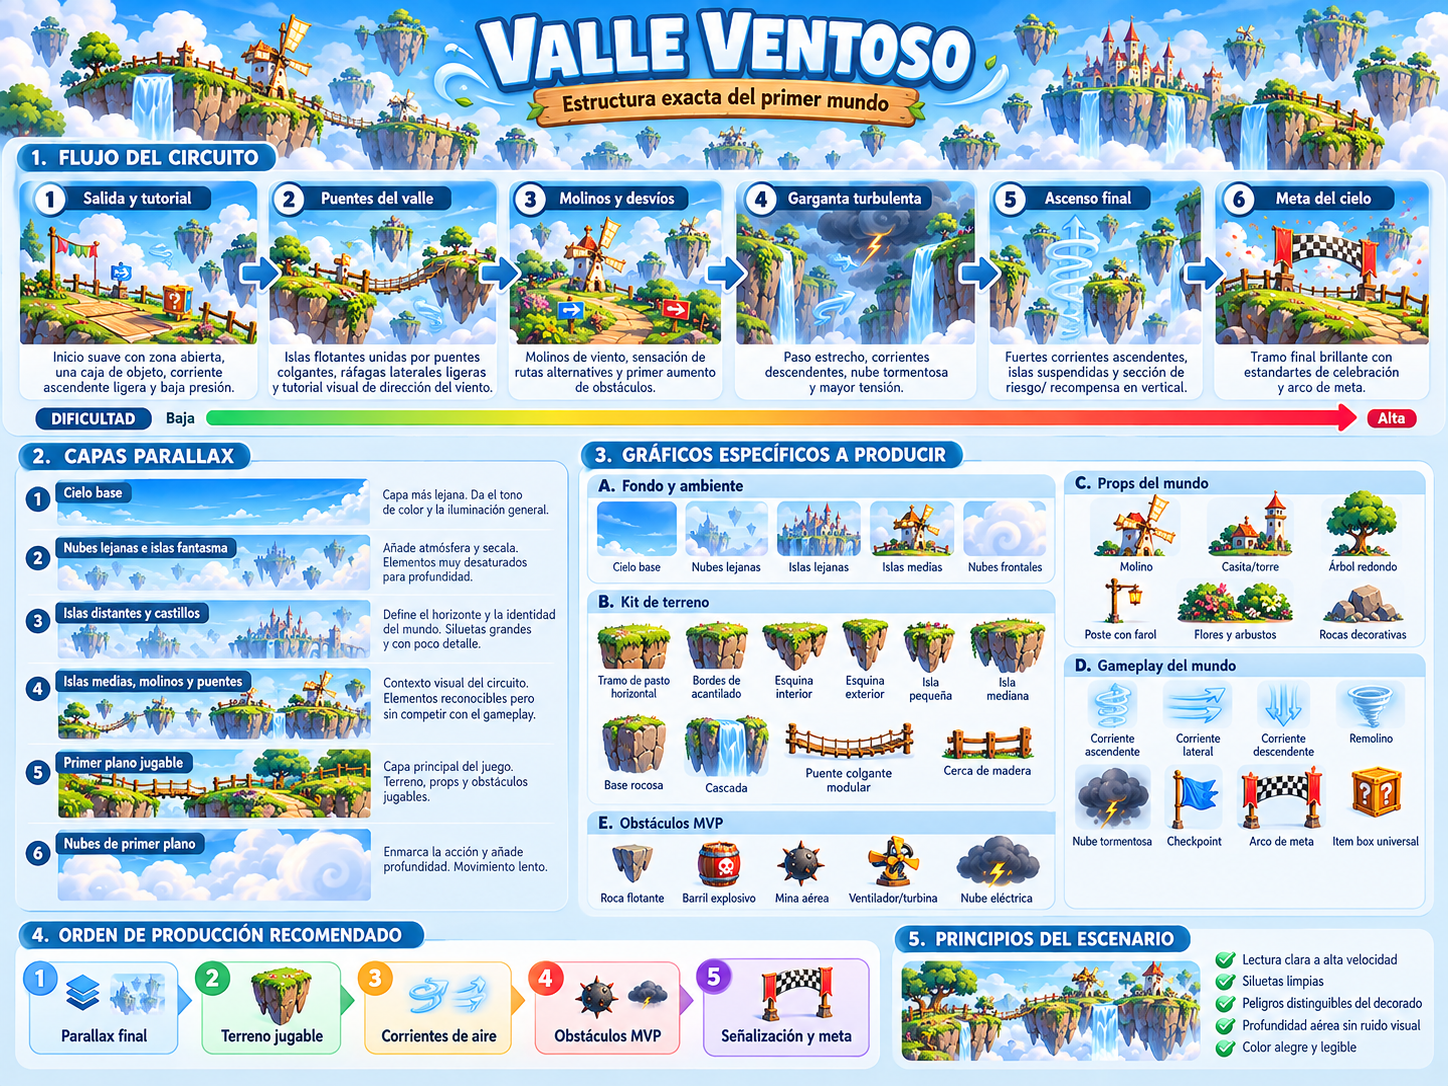 VALLE VENTOSO
Estructura exacta del primer mundo
1. FLUJO DEL CIRCUITO
1 Salida y tutorial
Inicio suave con zona abierta,
una caja de objeto, corriente
ascendente ligera y baja presión.
2 Puentes del valle
Islas flotantes unidas por puentes
colgantes, ráfagas laterales ligeras
y tutorial visual de dirección del viento.
3 Molinos y desvíos
Molinos de viento, sensación de
rutas alternativas y primer aumento
de obstáculos.
4 Garganta turbulenta
Paso estrecho, corrientes
descendentes, nube tormentosa
y mayor tensión.
5 Ascenso final
Fuertes corrientes ascendentes,
islas suspendidas y sección de
riesgo/ recompensa en vertical.
6 Meta del cielo
Tramo final brillante con
estandartes de celebración
y arco de meta.
DIFICULTAD Baja Alta
2. CAPAS PARALLAX
1 Cielo base
Capa más lejana. Da el tono
de color y la iluminación general.
2 Nubes lejanas e islas fantasma
Añade atmósfera y secala.
Elementos muy desaturados
para profundidad.
3 Islas distantes y castillos
Define el horizonte y la identidad
del mundo. Siluetas grandes
y con poco detalle.
4 Islas medias, molinos y puentes
Contexto visual del circuito.
Elementos reconocibles pero
sin competir con el gameplay.
5 Primer plano jugable
Capa principal del juego.
Terreno, props y obstáculos
jugables.
6 Nubes de primer plano
Enmarca la acción y añade
profundidad. Movimiento lento.
3. GRÁFICOS ESPECÍFICOS A PRODUCIR
A. Fondo y ambiente
Cielo base
Nubes lejanas
Islas lejanas
Islas medias
Nubes frontales
B. Kit de terreno
Tramo de pasto
horizontal
Bordes de
acantilado
Esquina
interior
Esquina
exterior
Isla
pequeña
Isla
mediana
Base rocosa
Cascada
Puente colgante
modular
Cerca de madera
E. Obstáculos MVP
Roca flotante
Barril explosivo
Mina aérea
Ventilador/turbina
Nube eléctrica
C. Props del mundo
Molino
Casita/torre
Árbol redondo
Poste con farol
Flores y arbustos
Rocas decorativas
D. Gameplay del mundo
Corriente
ascendente
Corriente
lateral
Corriente
descendente
Remolino
Nube tormentosa
Checkpoint
Arco de meta
? ?
Item box universal
4. ORDEN DE PRODUCCIÓN RECOMENDADO
1 Parallax final
2 Terreno jugable
3 Corrientes de aire
4 Obstáculos MVP
5 Señalización y meta
5. PRINCIPIOS DEL ESCENARIO
Lectura clara a alta velocidad
Siluetas limpias
Peligros distinguibles del decorado
Profundidad aérea sin ruido visual
Color alegre y legible